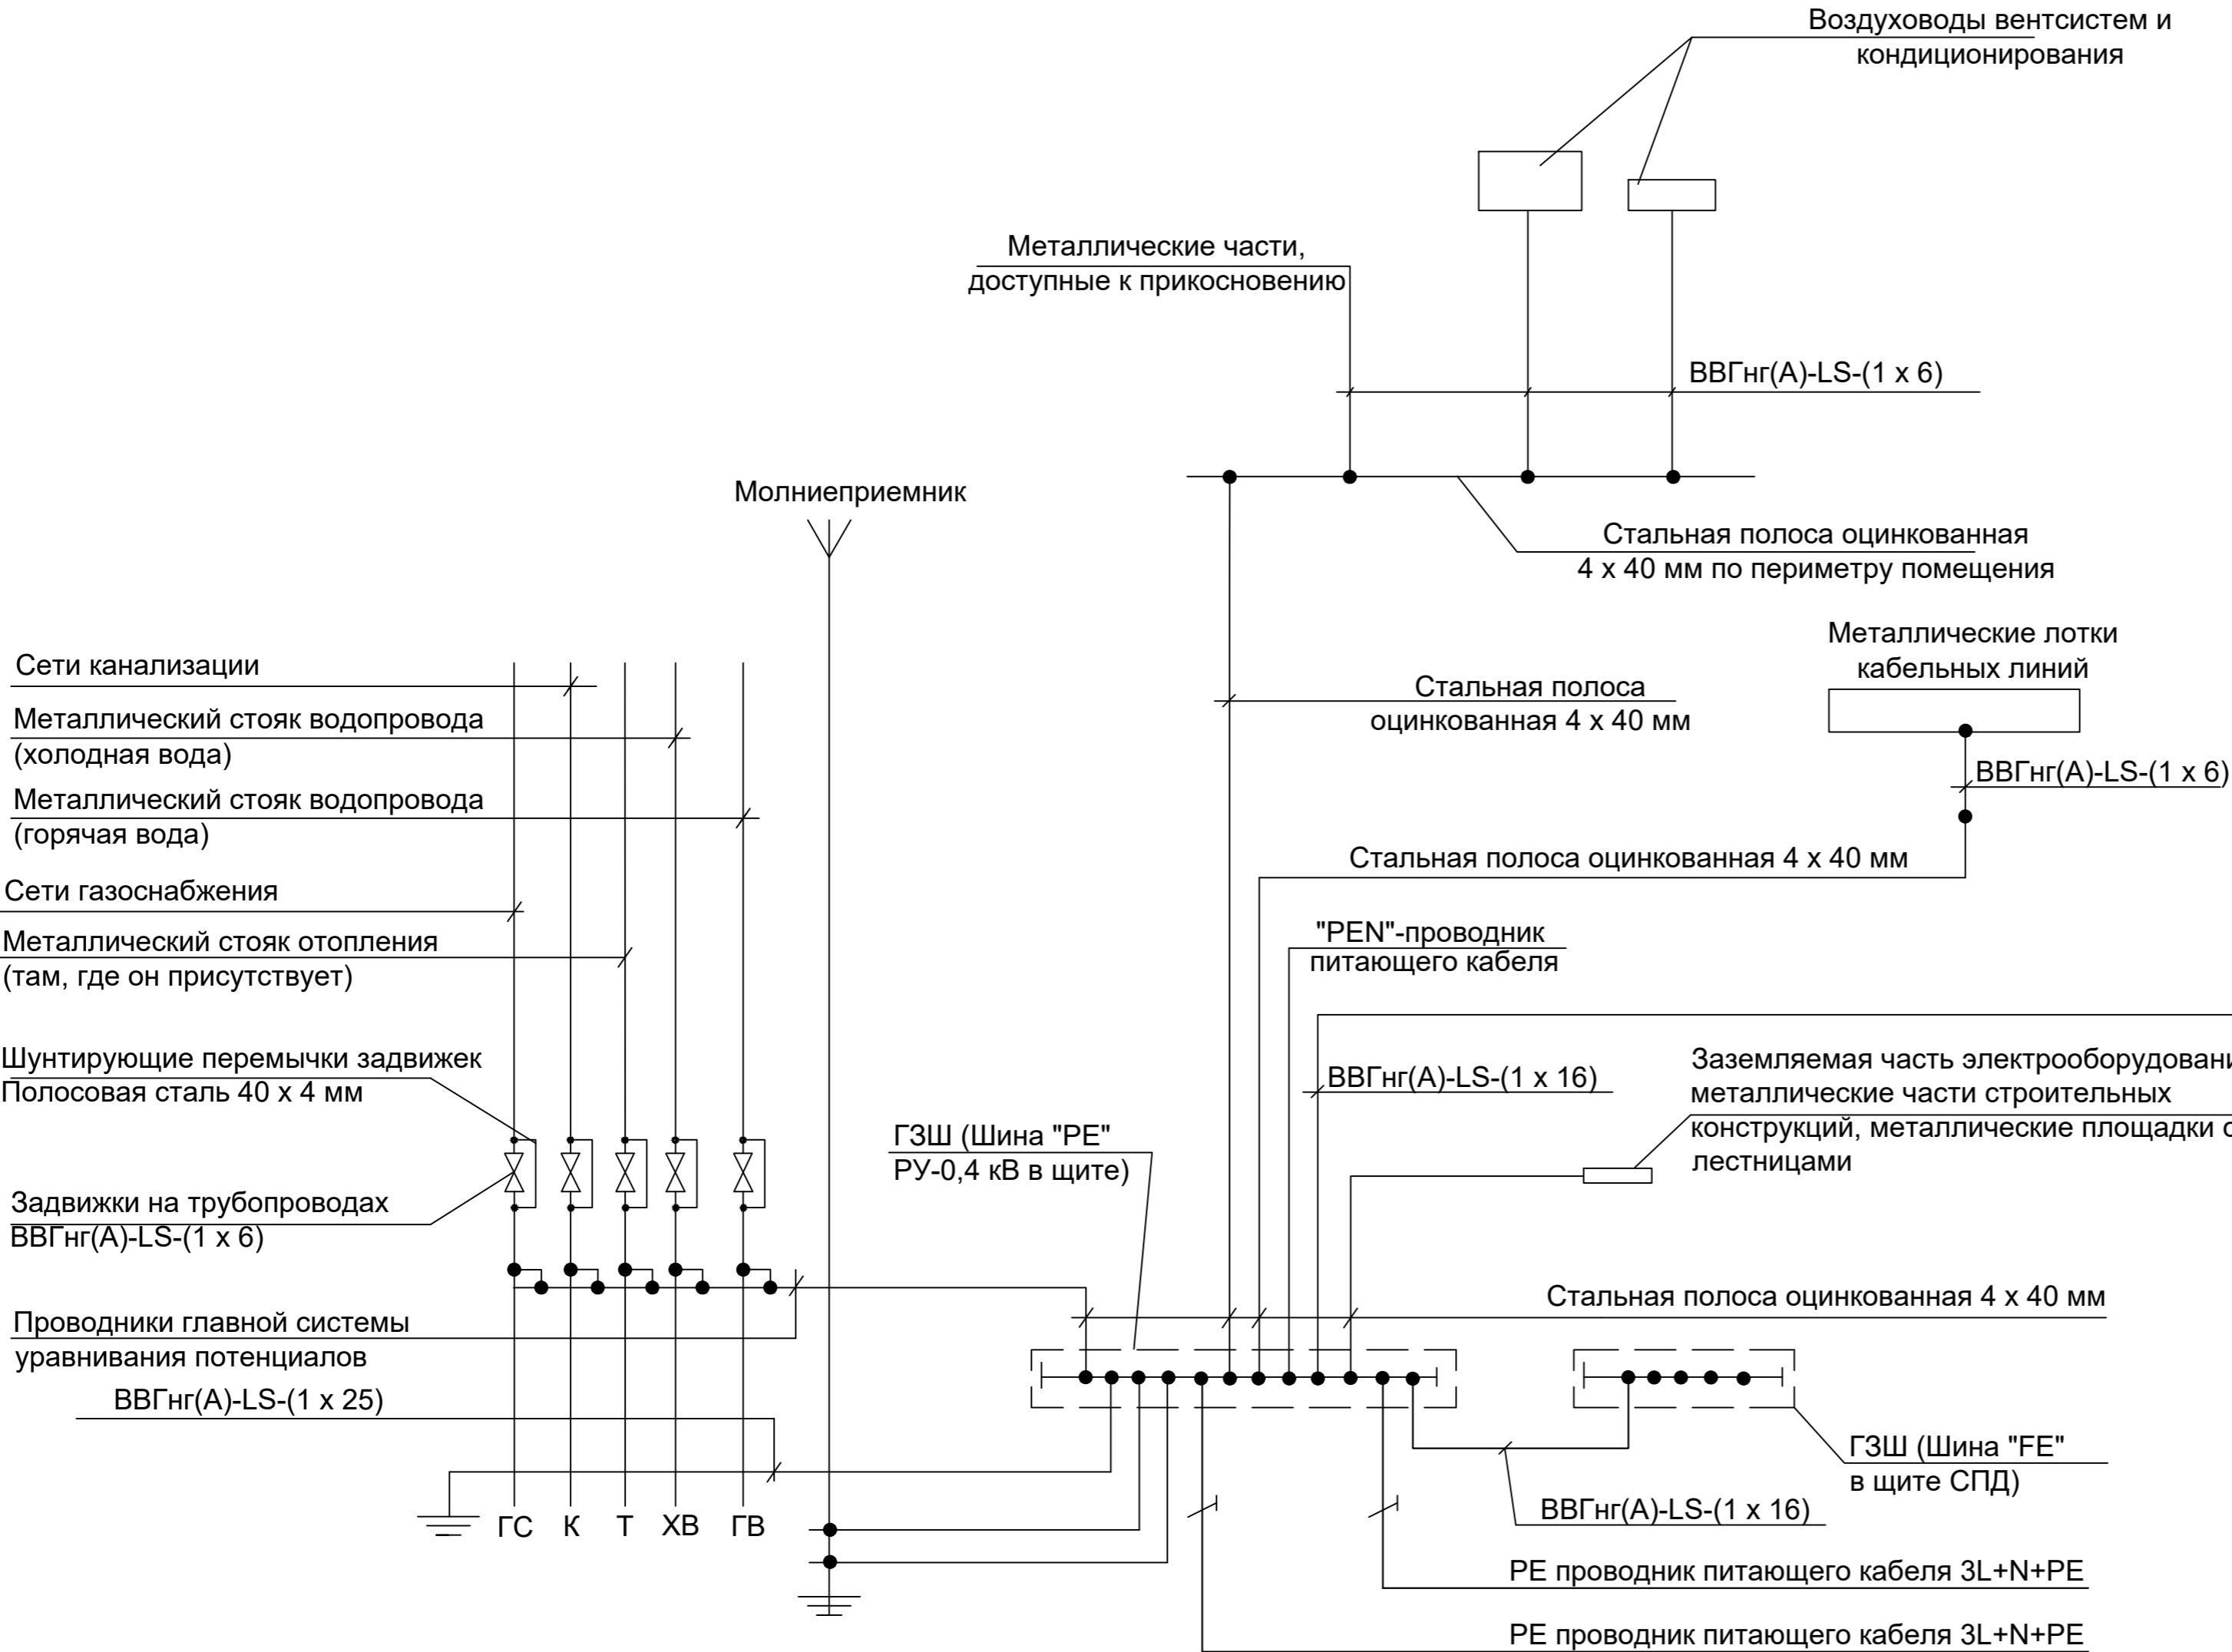 Воздуховоды вентсистем и
кондиционирования
Металлические части,
доступные к прикосновению
ВВГнг(А)-LS-(1 х 6)
Молниеприемник
Стальная полоса оцинкованная
4 х 40 мм по периметру помещения
Металлические лотки
кабельных линий
Сети канализации
Стальная полоса
оцинкованная 4 х 40 мм
Металлический стояк водопровода
(холодная вода)
ВВГнг(А)-LS-(1 х 6)
Металлический стояк водопровода
(горячая вода)
Стальная полоса оцинкованная 4 х 40 мм
Сети газоснабжения
"PEN"-проводник
питающего кабеля
Металлический стояк отопления
(там, где он присутствует)
Шунтирующие перемычки задвижек
Полосовая сталь 40 х 4 мм
ВВГнг(А)-LS-(1 х 16)
Заземляемая часть электрооборудовани
металлические части строительных
конструкций, металлические площадки с
лестницами
ГЗШ (Шина "PE"
РУ-0,4 кВ в щите)
Задвижки на трубопроводах
ВВГнг(А)-LS-(1 х 6)
Стальная полоса оцинкованная 4 х 40 мм
Проводники главной системы
уравнивания потенциалов
ВВГнг(А)-LS-(1 х 25)
ГЗШ (Шина "FE"
в щите СПД)
ВВГнг(А)-LS-(1 х 16)
ГС К Т ХВ ГВ
PE проводник питающего кабеля 3L+N+PE
PE проводник питающего кабеля 3L+N+PE